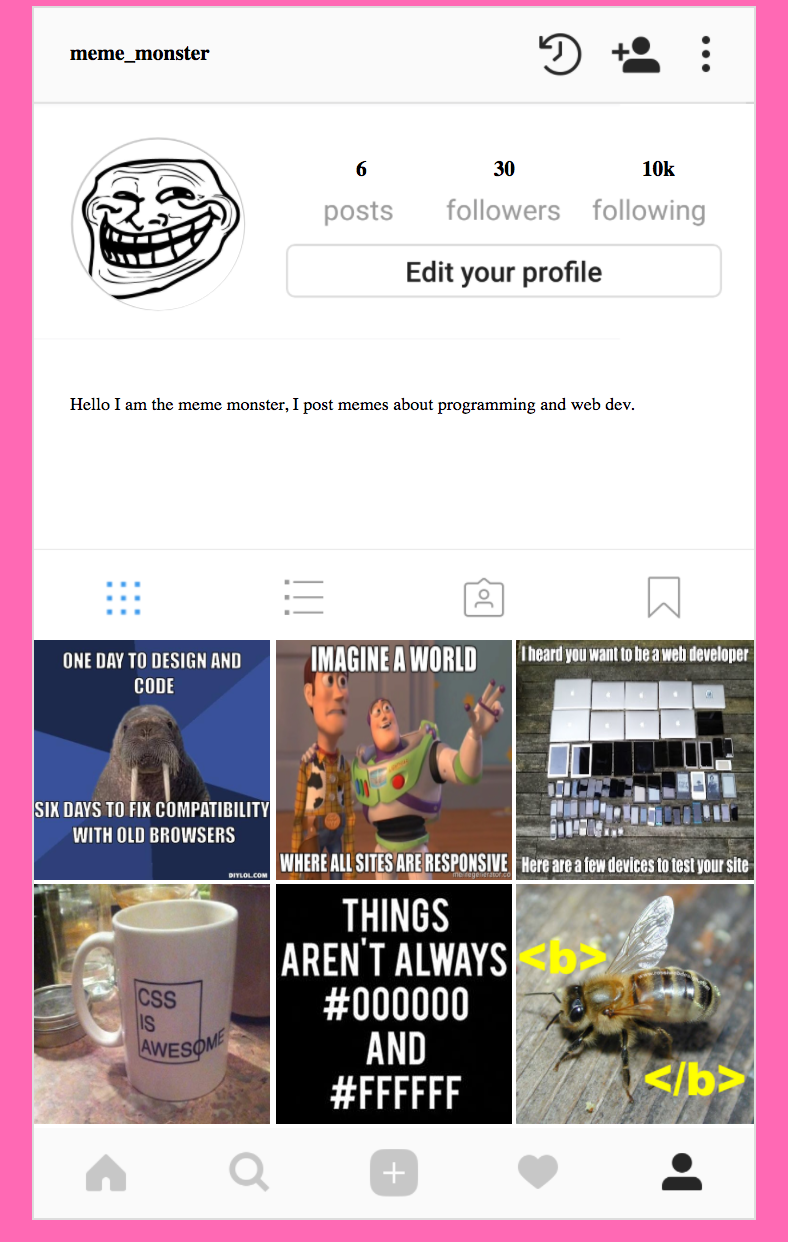 meme_monster
6 30 10k
posts followers following
Edit your profile
Hello I am the meme monster, I post memes about programming and web dev.
ONE DAY TO DESIGN AND
CODE
SIX DAYS TO FIX COMPATIBILITY
WITH OLD BROWSERS
DIYLOL.COM
IMAGINE A WORLD
WHERE ALL SITES ARE RESPONSIVE
I heard you want to be a web developer
Here are a few devices to test your site
CSS
IS
AWESOME
THINGS
AREN'T ALWAYS
#000000
AND
#FFFFFF
<b>
</b>